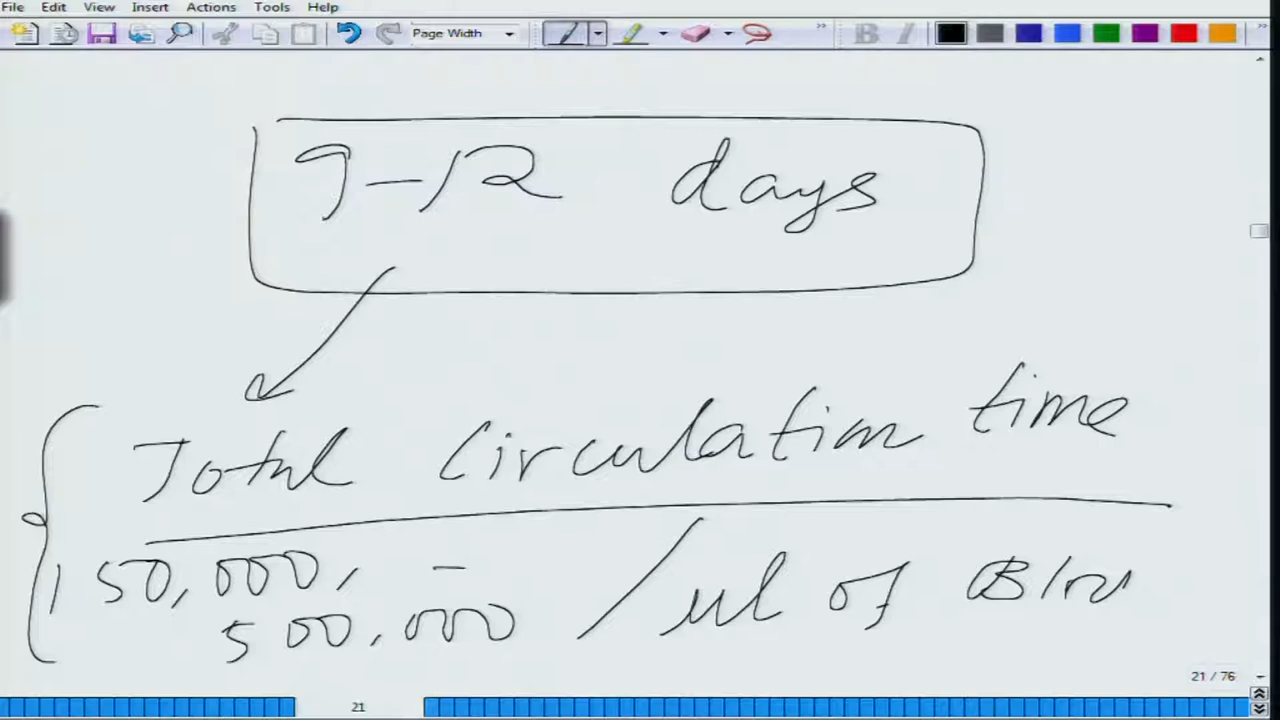 File Edit View Insert Actions Tools Help
Page Width
B I
9-12 days
Total Circulation time
150,000, -
500,000 / ul of
21 / 76
21